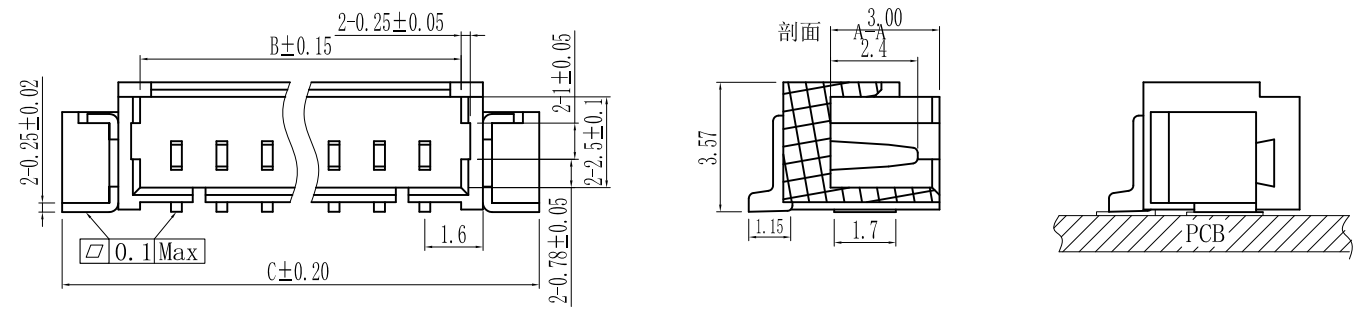 2-0.25±0.05
B±0.15
2-0.25±0.02
2-1±0.05
2-2.5±0.1
2-0.78±0.05
1.6
▱ 0.1 Max
C±0.20
3.00
剖面 A-A
2.4
3.57
1.15
1.7
PCB